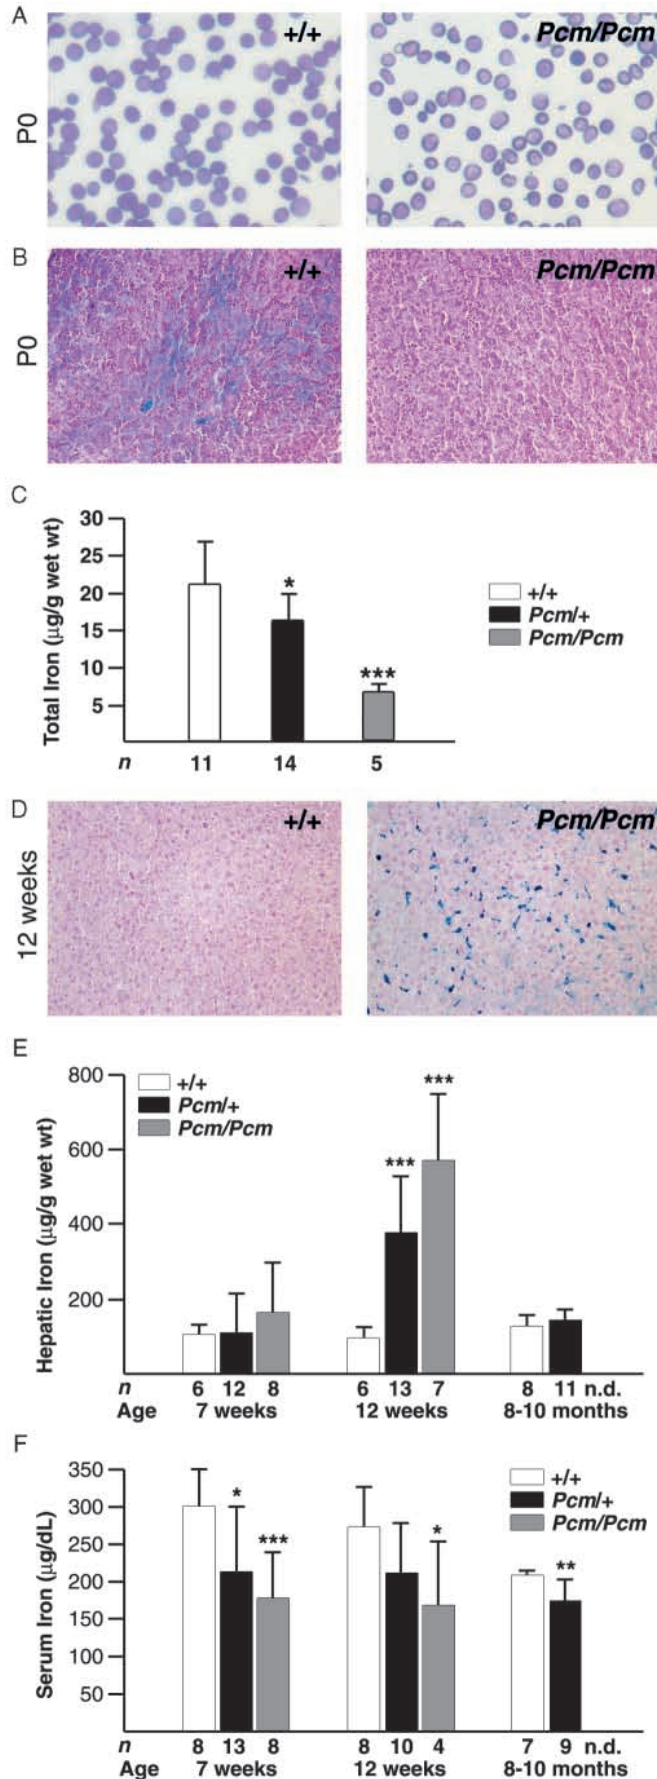 A
+/+
Pcm/Pcm
P0
B
+/+
Pcm/Pcm
P0
C
Total Iron (μg/g wet wt)
30
25
20
15
10
5
*
***
+/+
Pcm/+
Pcm/Pcm
n 11 14 5
D
+/+
Pcm/Pcm
12 weeks
E
Hepatic Iron (μg/g wet wt)
800
600
400
200
+/+
Pcm/+
Pcm/Pcm
***
***
n 6 12 8 6 13 7 8 11 n.d.
Age 7 weeks 12 weeks 8-10 months
F
Serum Iron (μg/dL)
350
300
250
200
150
100
50
*
***
*
**
+/+
Pcm/+
Pcm/Pcm
n 8 13 8 8 10 4 7 9 n.d.
Age 7 weeks 12 weeks 8-10 months